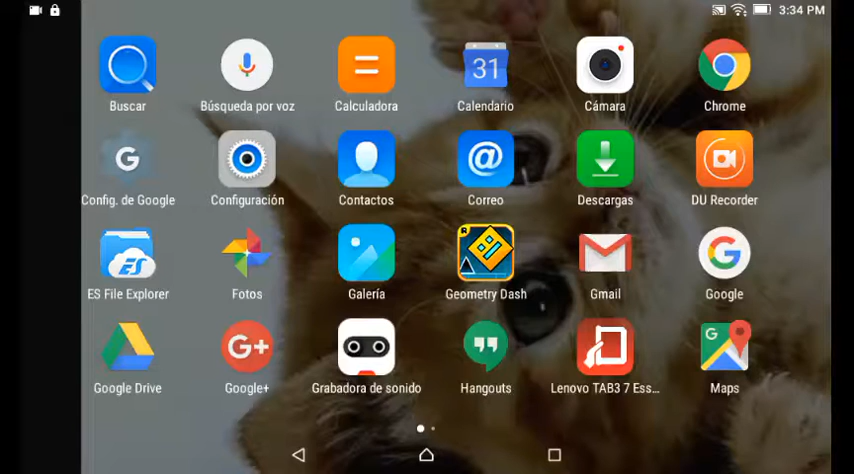 3:34 PM
Buscar
Búsqueda por voz
Calculadora
31
Calendario
Cámara
Chrome
G
Config. de Google
Configuración
Contactos
@
Correo
Descargas
DU Recorder
ES
ES File Explorer
Fotos
Galería
R
Geometry Dash
Gmail
G
Google
Google Drive
G+
Google+
Grabadora de sonido
Hangouts
Lenovo TAB3 7 Ess...
G
Maps